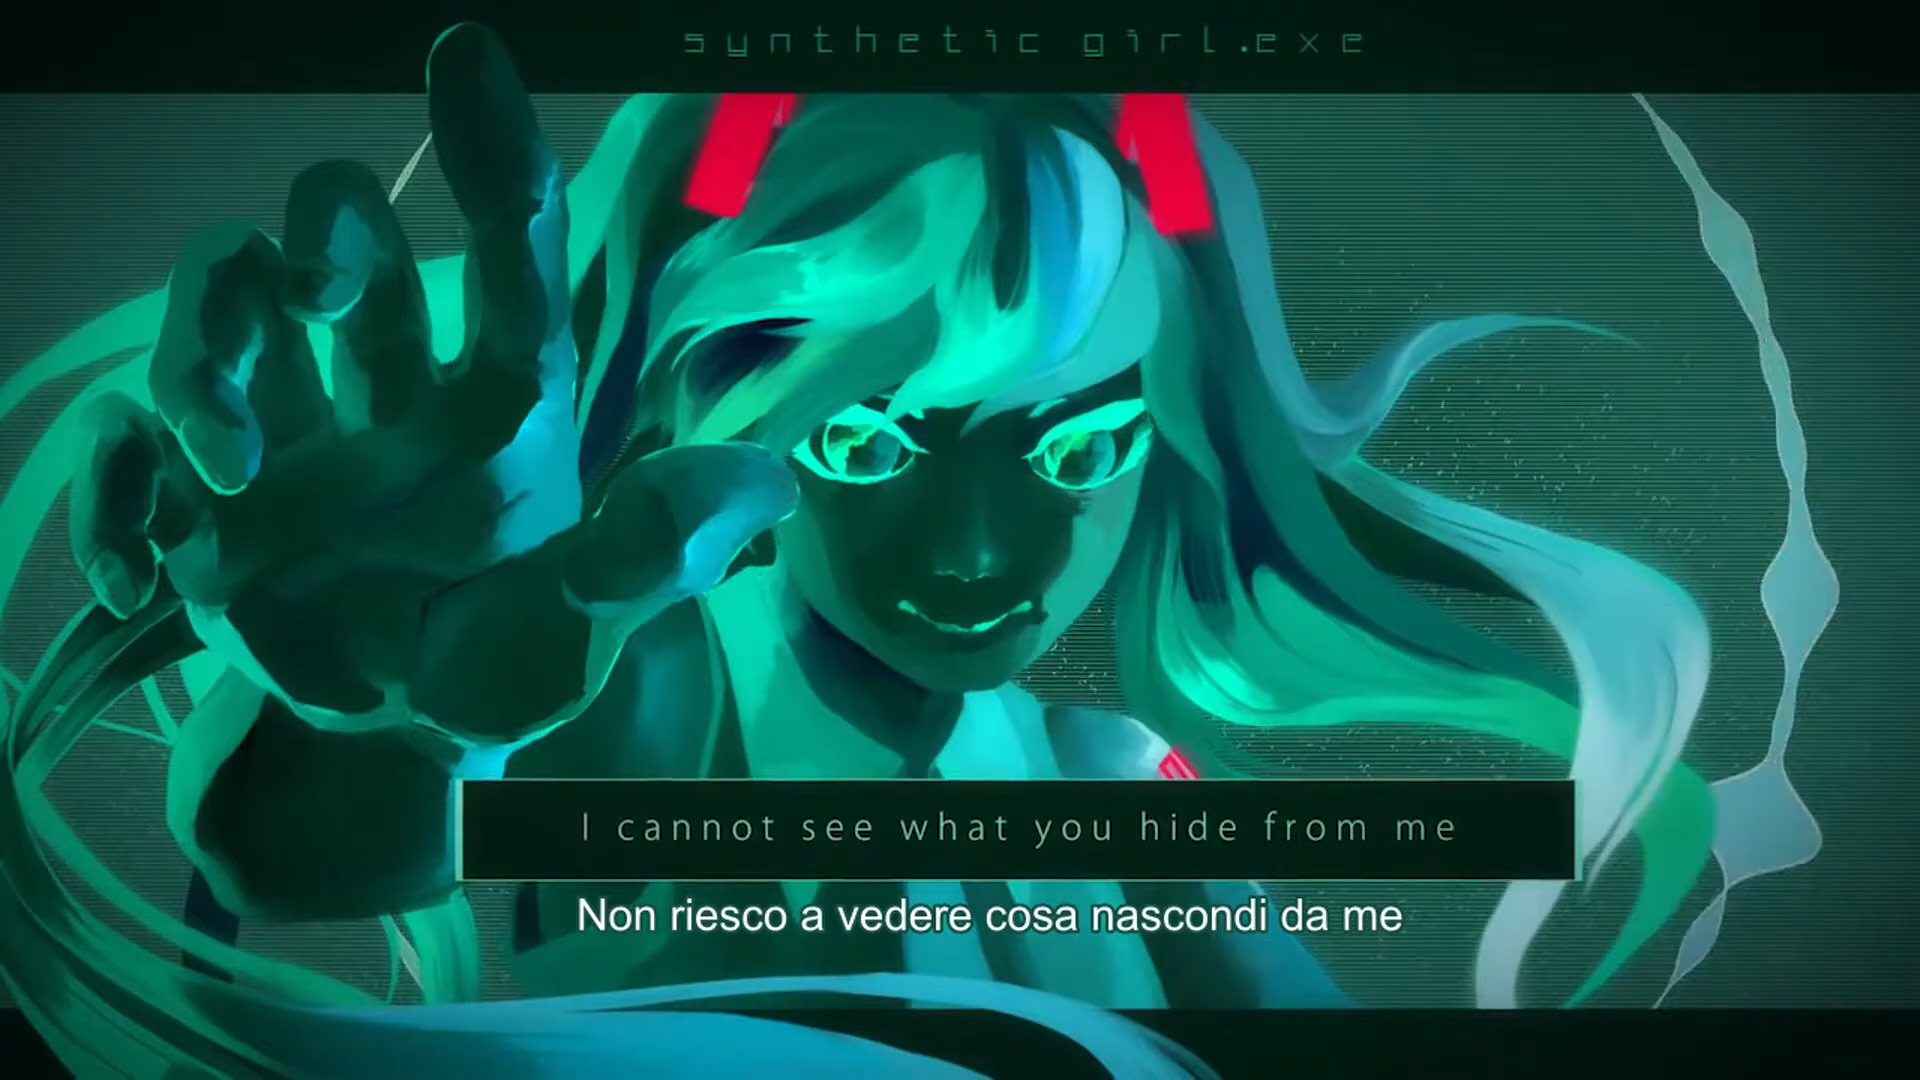 synthetic girl.exe
I cannot see what you hide from me
Non riesco a vedere cosa nascondi da me